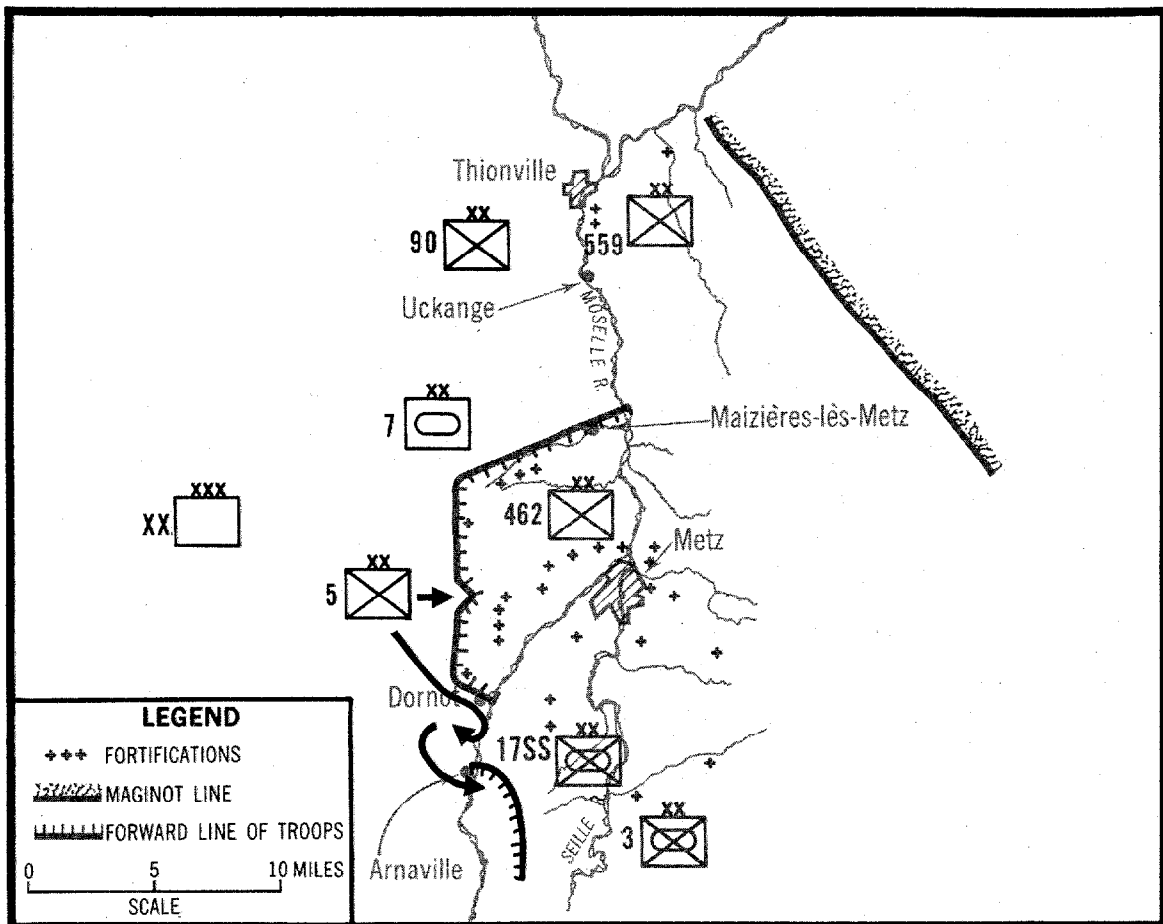 Thionville
XX
90
XX
559
Uckange
MOSELLE R.
XX
7
Maizières-lès-Metz
XXX
XX
XX
462
Metz
XX
5
Dornot
XX
17SS
XX
3
SEILLE
Arnaville
LEGEND
+++ FORTIFICATIONS
MAGINOT LINE
FORWARD LINE OF TROOPS
0 5 10 MILES
SCALE